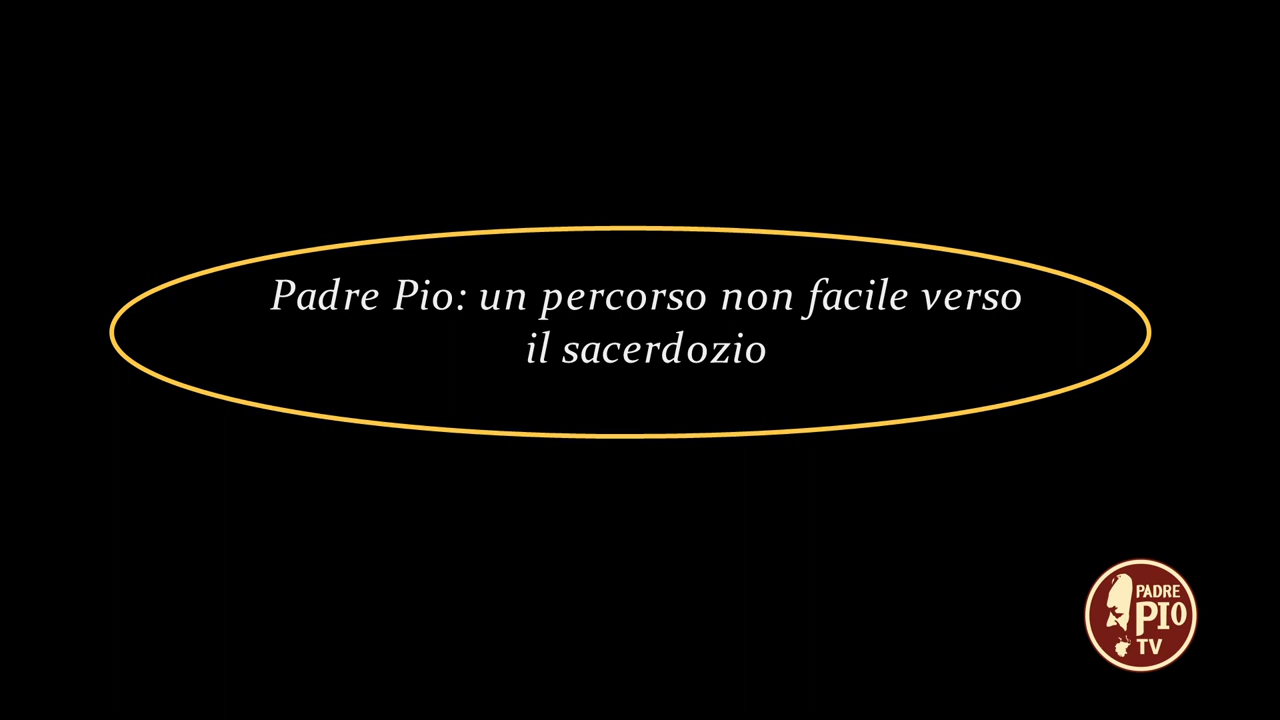 Padre Pio: un percorso non facile verso
il sacerdozio
PADRE
PIO
TV